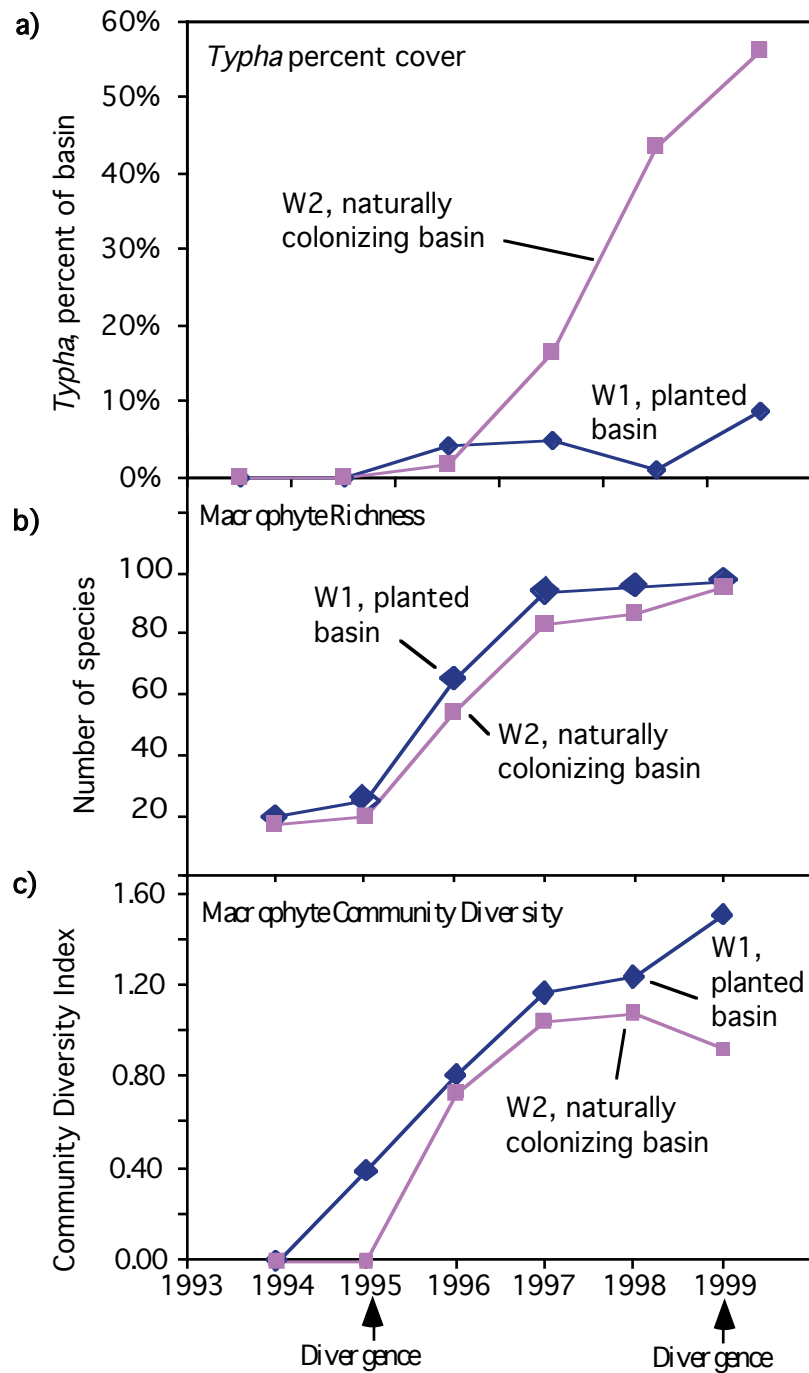 a)
60%
50%
40%
30%
20%
10%
0%
Typha, percent of basin
Typha percent cover
W2, naturally
colonizing basin
W1, planted
basin
b)
Macrophyte Richness
100
80
60
40
20
Number of species
W1, planted
basin
W2, naturally
colonizing basin
c)
Macrophyte Community Diversity
1.60
1.20
0.80
0.40
0.00
Community Diversity Index
W1,
planted
basin
W2, naturally
colonizing basin
1993 1994 1995 1996 1997 1998 1999
Divergence Divergence